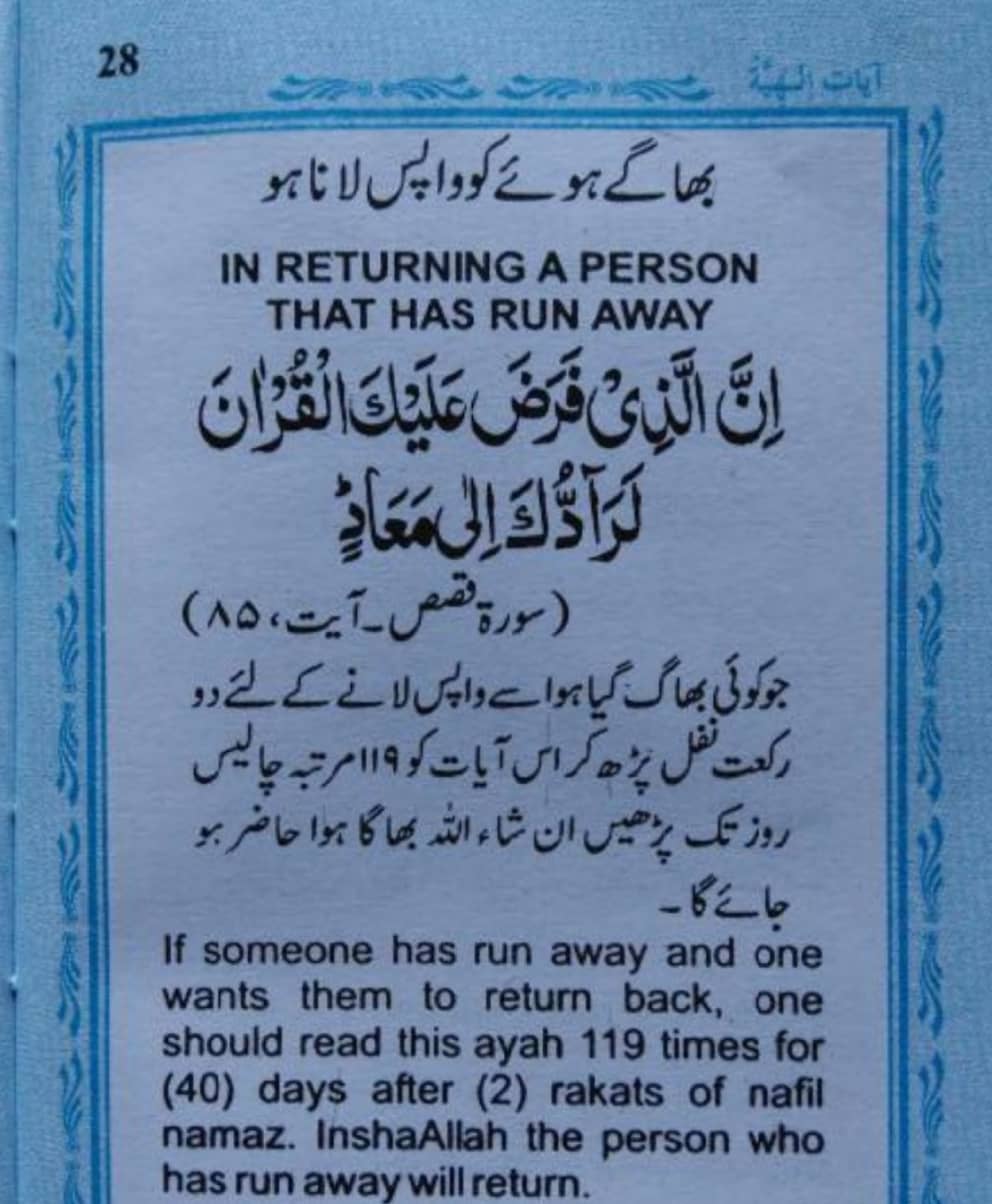 28
آیات الٰہیّہ
بھاگے ہوئے کو واپس لانا ہو
IN RETURNING A PERSON
THAT HAS RUN AWAY
اِنَّ الَّذِیْ فَرَضَ عَلَیْكَ الْقُرْاٰنَ
لَرَآدُّكَ اِلٰی مَعَادٍؕ
(سورۃ قصص۔ آیت، ۸۵)
جو کوئی بھاگ گیا ہو اسے واپس لانے کے لئے دو
رکعت نفل پڑھ کر اس آیات کو ۱۱۹ مرتبہ چالیس
روز تک پڑھیں ان شاء اللہ بھاگا ہوا حاضر ہو
جائے گا۔
If someone has run away and one
wants them to return back, one
should read this ayah 119 times for
(40) days after (2) rakats of nafil
namaz. InshaAllah the person who
has run away will return.